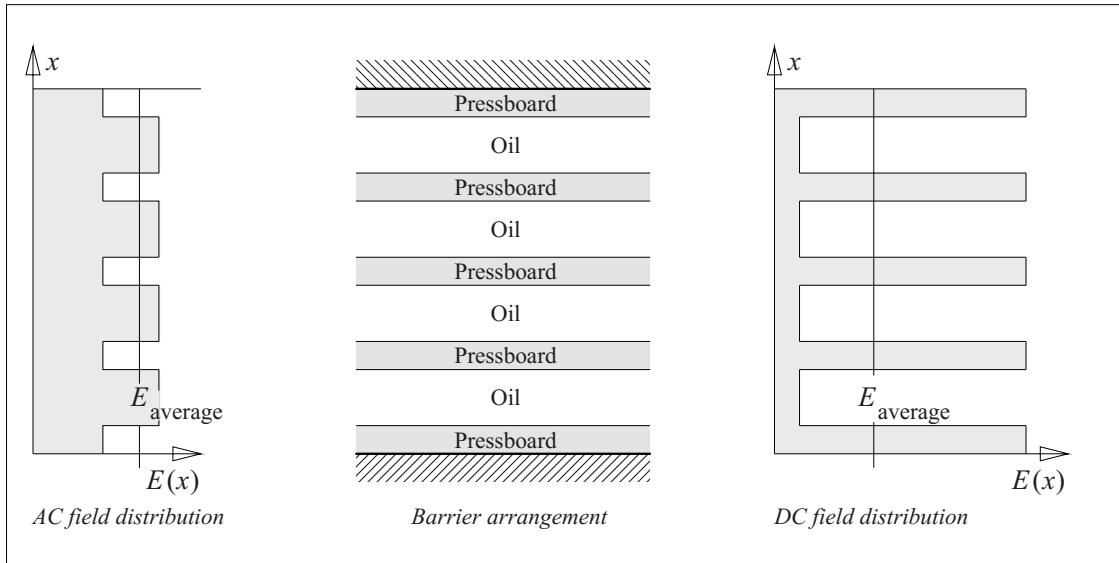 x
E average
E(x)
AC field distribution
Pressboard
Oil
Pressboard
Oil
Pressboard
Oil
Pressboard
Oil
Pressboard
Barrier arrangement
x
E average
E(x)
DC field distribution